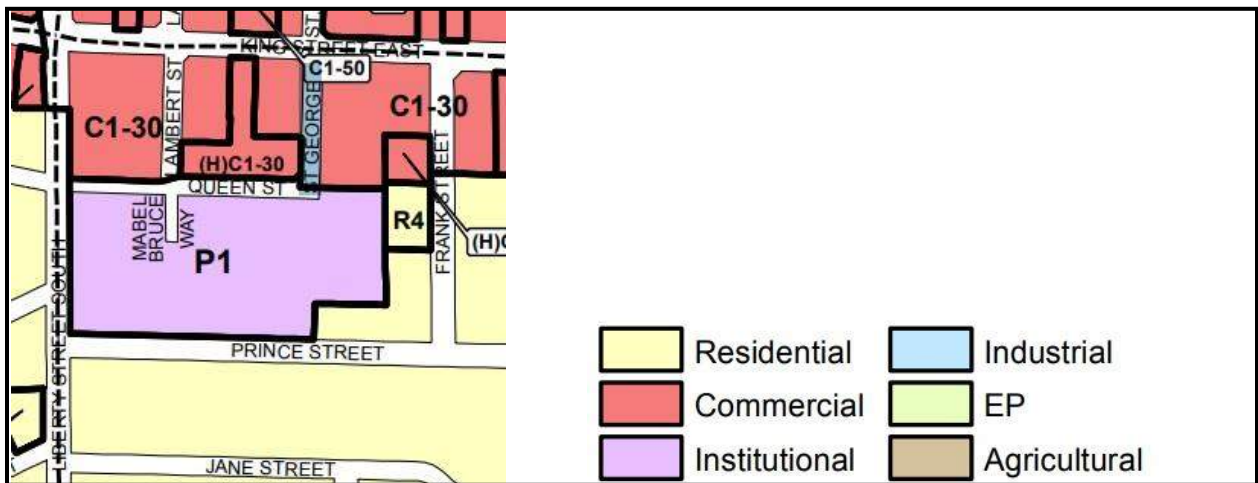 KING STREET EAST
C1-50
C1-30
LAMBERT ST
ST GEORGE
C1-30
(H)C1-30
QUEEN ST
MABEL
BRUCE
WAY
P1
R4
FRANK STREET
LIBERTY STREET SOUTH
PRINCE STREET
JANE STREET
Residential
Commercial
Institutional
Industrial
EP
Agricultural